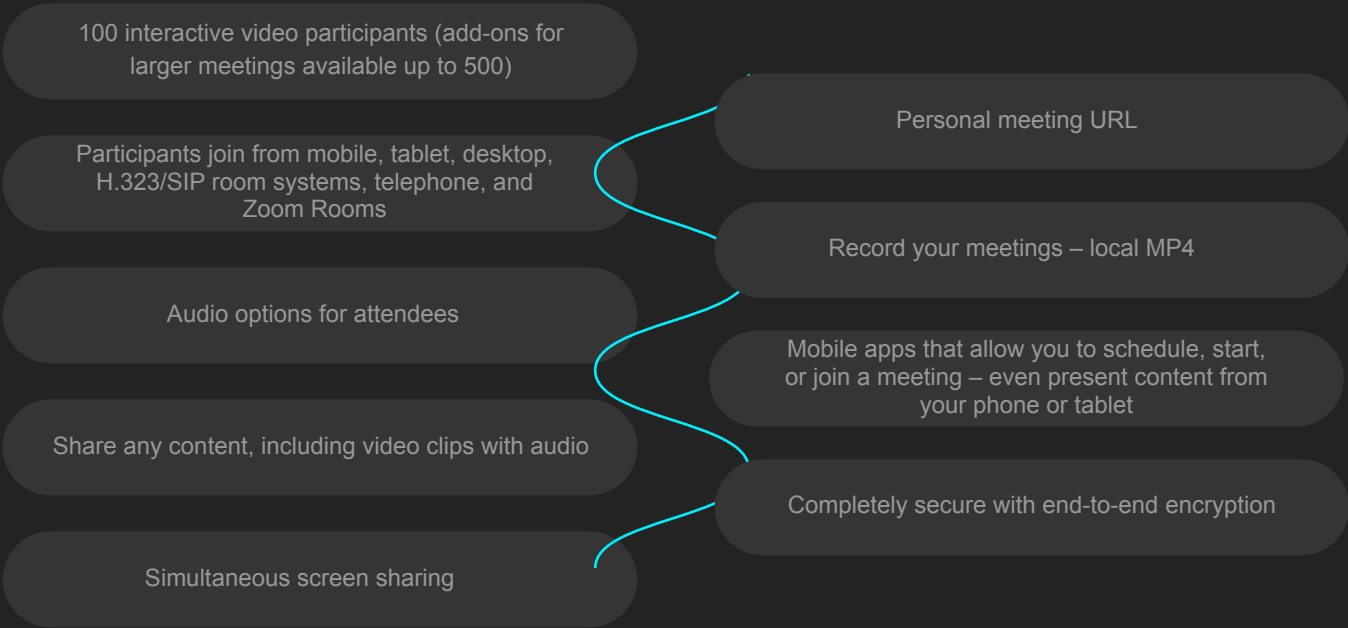 100 interactive video participants (add-ons for
larger meetings available up to 500)
Personal meeting URL
Participants join from mobile, tablet, desktop,
H.323/SIP room systems, telephone, and
Zoom Rooms
Record your meetings – local MP4
Audio options for attendees
Mobile apps that allow you to schedule, start,
or join a meeting – even present content from
your phone or tablet
Share any content, including video clips with audio
Completely secure with end-to-end encryption
Simultaneous screen sharing